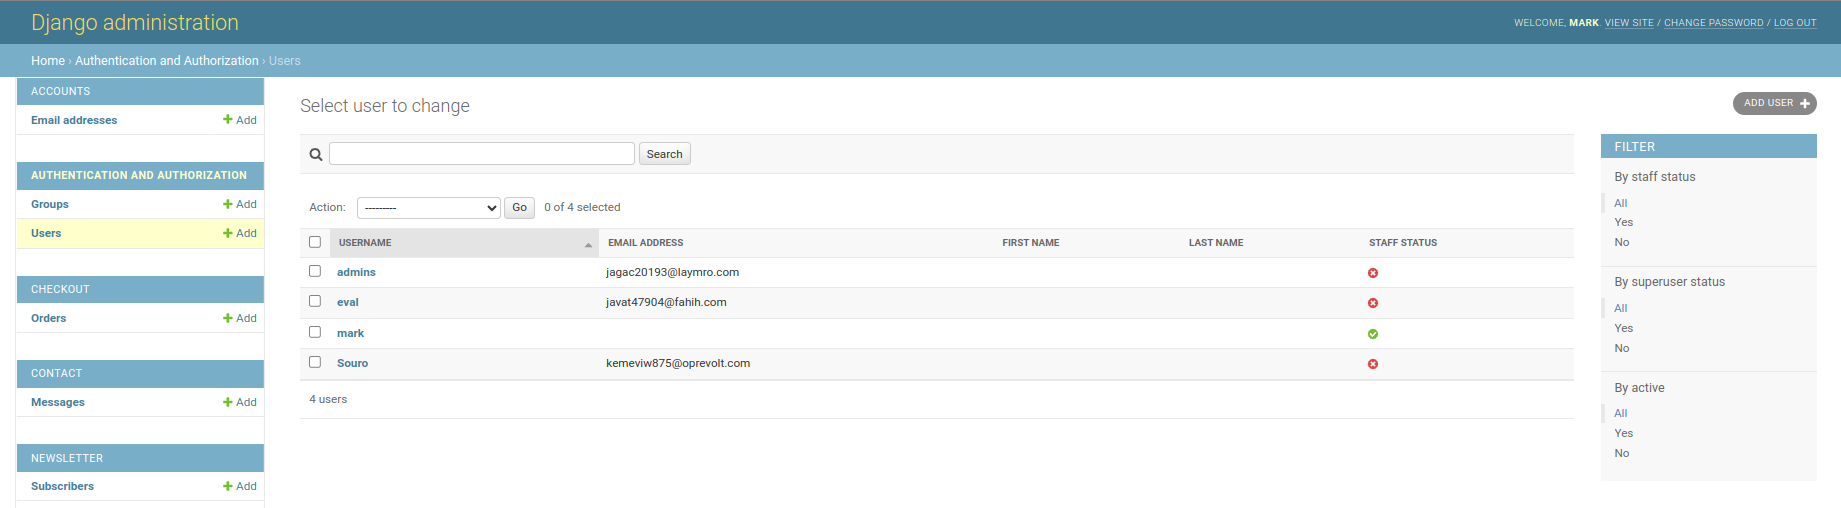 Django administration
WELCOME, MARK. VIEW SITE / CHANGE PASSWORD / LOG OUT
Home › Authentication and Authorization › Users
ACCOUNTS
Email addresses + Add
AUTHENTICATION AND AUTHORIZATION
Groups + Add
Users + Add
CHECKOUT
Orders + Add
CONTACT
Messages + Add
NEWSLETTER
Subscribers + Add
Select user to change
ADD USER +
Search
Action: --------- Go 0 of 4 selected
USERNAME EMAIL ADDRESS FIRST NAME LAST NAME STAFF STATUS
admins jagac20193@laymro.com
eval javat47904@fahih.com
mark
Souro kemeviw875@oprevolt.com
4 users
FILTER
By staff status
All
Yes
No
By superuser status
All
Yes
No
By active
All
Yes
No